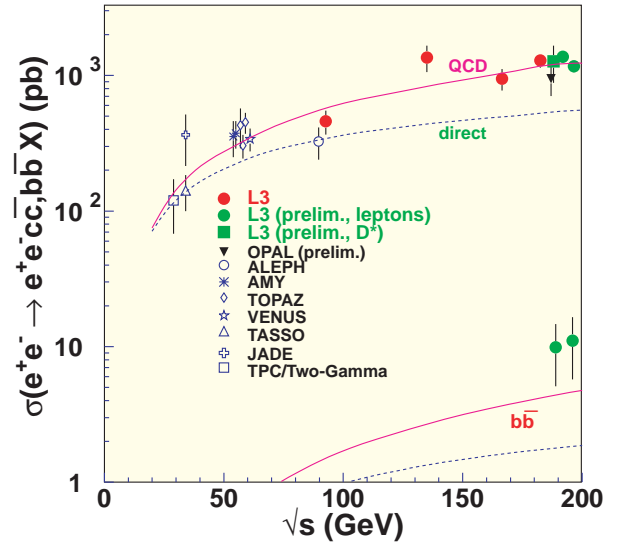 σ(e⁺e⁻ → e⁺e⁻cc̅,bb̅ X) (pb)
10³
10²
10
1
QCD
direct
L3
L3 (prelim., leptons)
L3 (prelim., D*)
OPAL (prelim.)
ALEPH
AMY
TOPAZ
VENUS
TASSO
JADE
TPC/Two-Gamma
bb̅
0 50 100 150 200
√s (GeV)